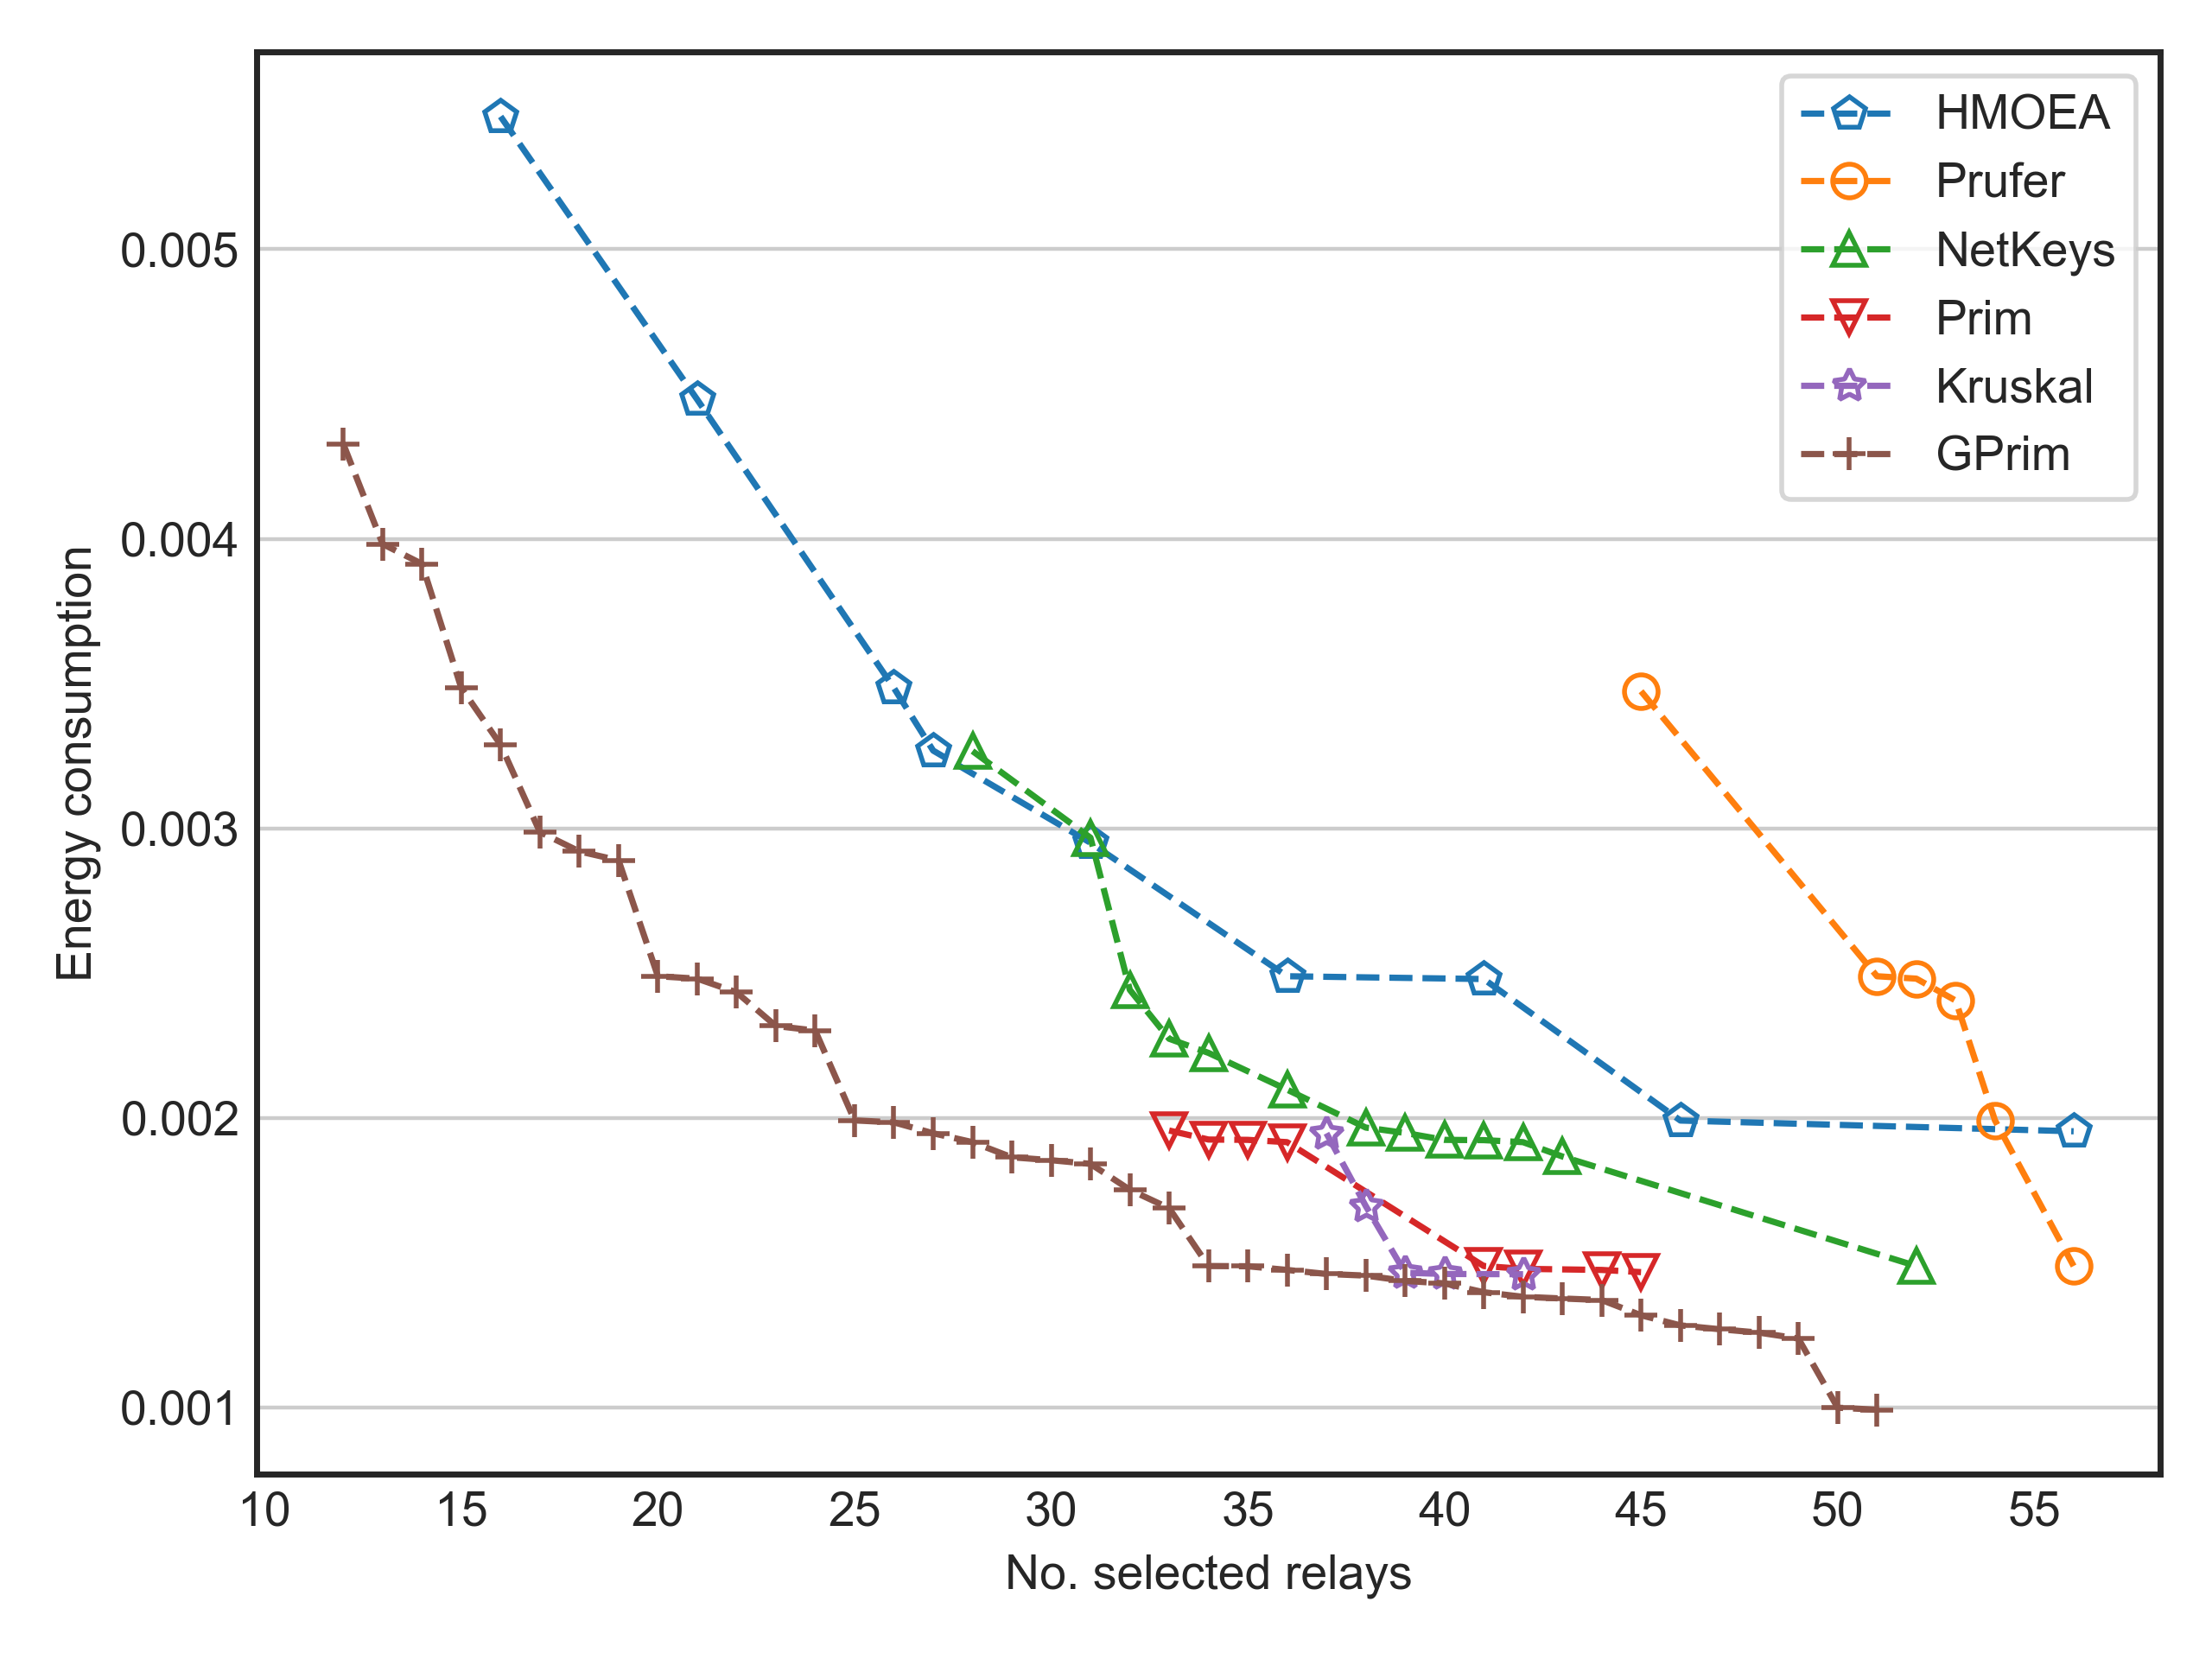 HMOEA
Prufer
NetKeys
Prim
Kruskal
GPrim
Energy consumption
0.005
0.004
0.003
0.002
0.001
10 15 20 25 30 35 40 45 50 55
No. selected relays